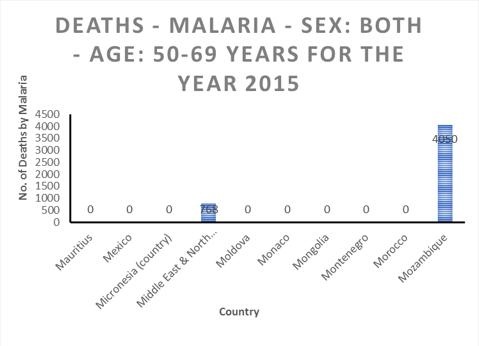 DEATHS - MALARIA - SEX: BOTH
- AGE: 50-69 YEARS FOR THE
YEAR 2015
No. of Deaths by Malaria
4500
4000
3500
3000
2500
2000
1500
1000
500
0
0
0
0
768
0
0
0
0
0
4050
Mauritius
Mexico
Micronesia (country)
Middle East & North...
Moldova
Monaco
Mongolia
Montenegro
Morocco
Mozambique
Country